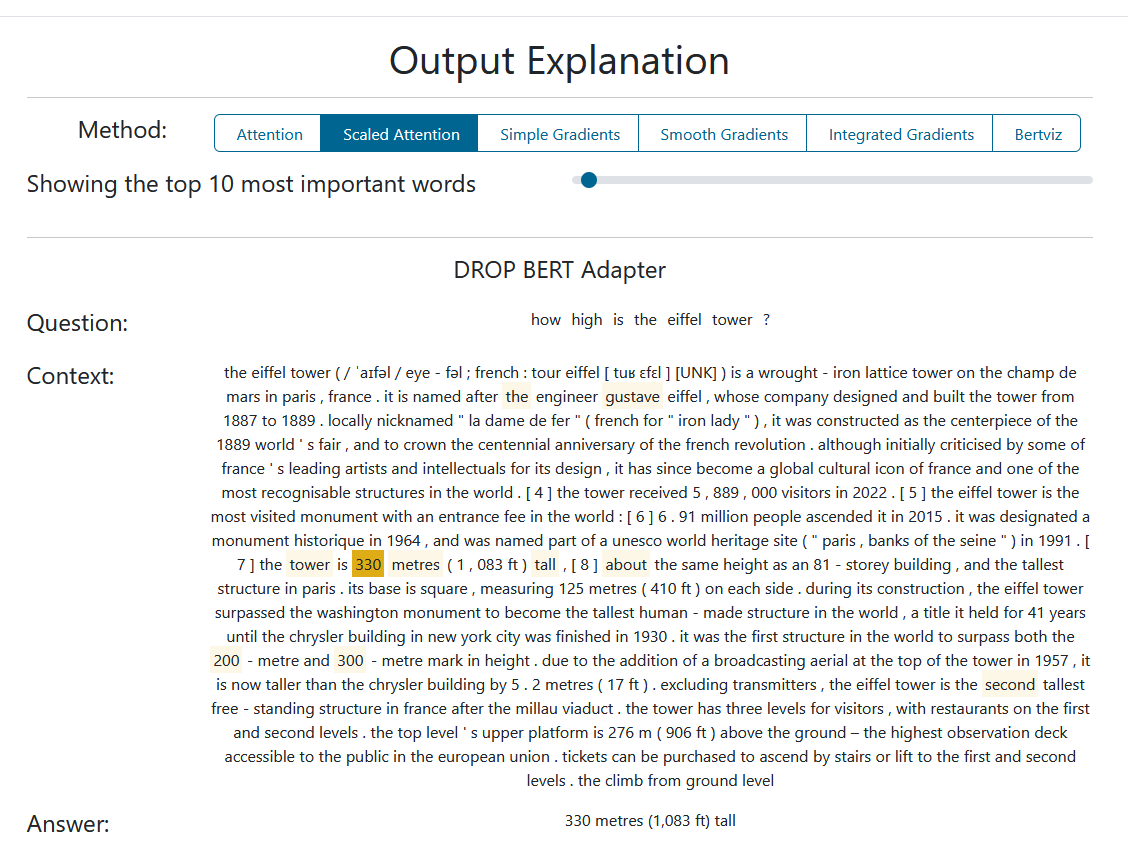 Output Explanation
Method:
Attention
Scaled Attention
Simple Gradients
Smooth Gradients
Integrated Gradients
Bertviz
Showing the top 10 most important words
DROP BERT Adapter
Question:
how high is the eiffel tower ?
Context:
the eiffel tower ( / ˈaɪfəl / eye - fəl ; french : tour eiffel [ tuʁ ɛfɛl ] [UNK] ) is a wrought - iron lattice tower on the champ de
mars in paris , france . it is named after the engineer gustave eiffel , whose company designed and built the tower from
1887 to 1889 . locally nicknamed " la dame de fer " ( french for " iron lady " ) , it was constructed as the centerpiece of the
1889 world ' s fair , and to crown the centennial anniversary of the french revolution . although initially criticised by some of
france ' s leading artists and intellectuals for its design , it has since become a global cultural icon of france and one of the
most recognisable structures in the world . [ 4 ] the tower received 5 , 889 , 000 visitors in 2022 . [ 5 ] the eiffel tower is the
most visited monument with an entrance fee in the world : [ 6 ] 6 . 91 million people ascended it in 2015 . it was designated a
monument historique in 1964 , and was named part of a unesco world heritage site ( " paris , banks of the seine " ) in 1991 . [
7 ] the tower is 330 metres ( 1 , 083 ft ) tall , [ 8 ] about the same height as an 81 - storey building , and the tallest
structure in paris . its base is square , measuring 125 metres ( 410 ft ) on each side . during its construction , the eiffel tower
surpassed the washington monument to become the tallest human - made structure in the world , a title it held for 41 years
until the chrysler building in new york city was finished in 1930 . it was the first structure in the world to surpass both the
200 - metre and 300 - metre mark in height . due to the addition of a broadcasting aerial at the top of the tower in 1957 , it
is now taller than the chrysler building by 5 . 2 metres ( 17 ft ) . excluding transmitters , the eiffel tower is the second tallest
free - standing structure in france after the millau viaduct . the tower has three levels for visitors , with restaurants on the first
and second levels . the top level ' s upper platform is 276 m ( 906 ft ) above the ground – the highest observation deck
accessible to the public in the european union . tickets can be purchased to ascend by stairs or lift to the first and second
levels . the climb from ground level
Answer:
330 metres (1,083 ft) tall